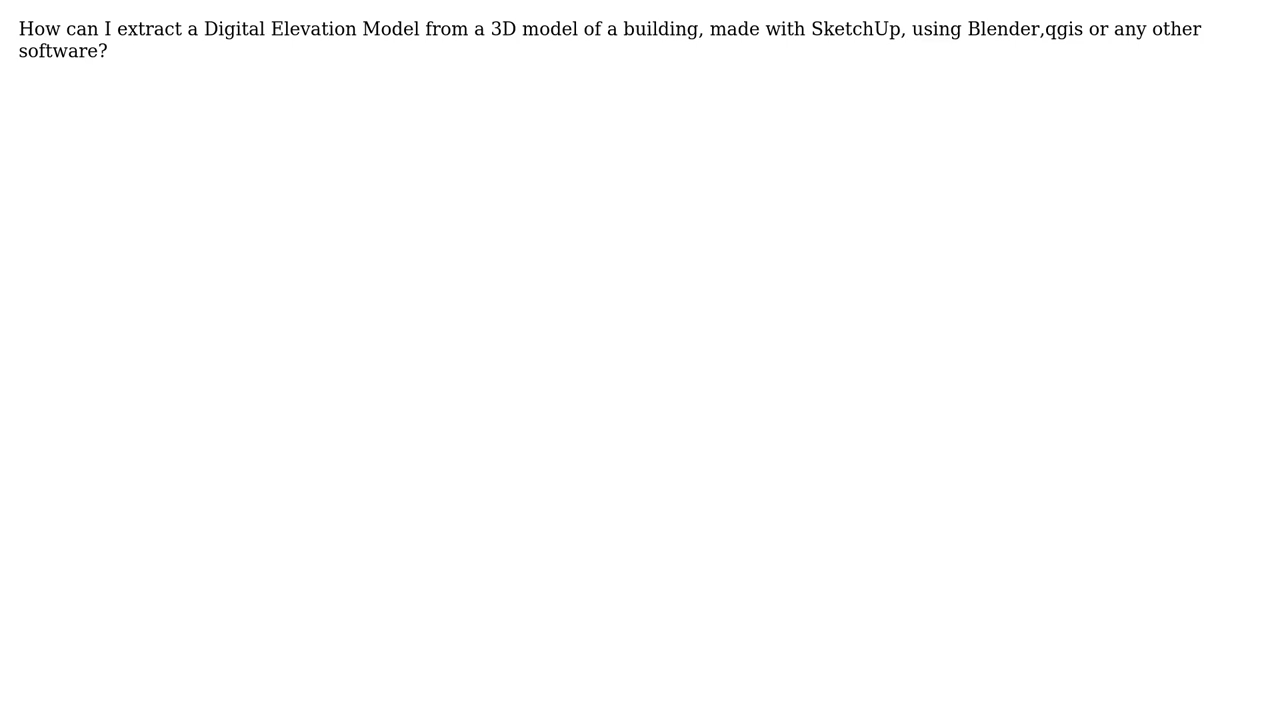 How can I extract a Digital Elevation Model from a 3D model of a building, made with SketchUp, using Blender,qgis or any other
software?